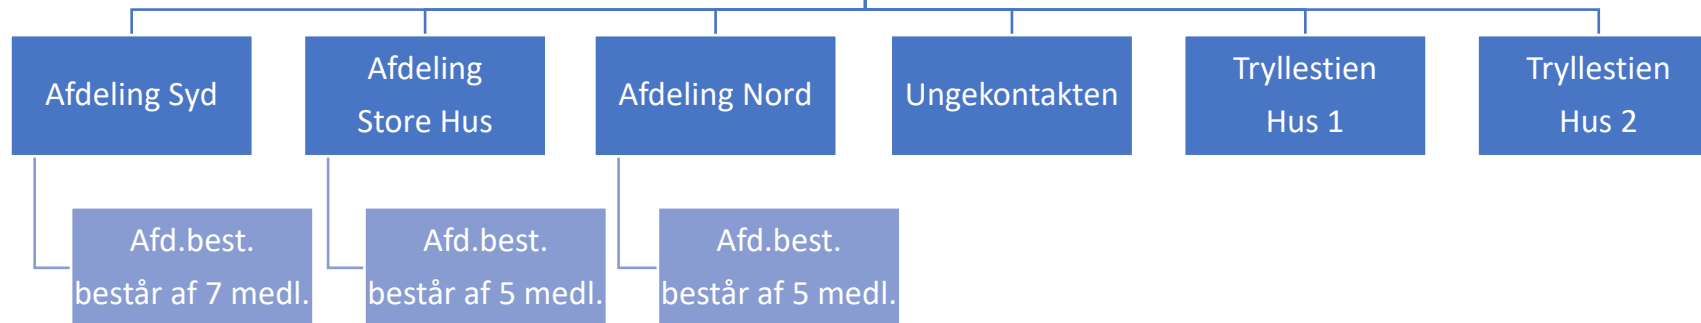 Afdeling Syd
Afdeling
Store Hus
Afdeling Nord
Ungekontakten
Tryllestien
Hus 1
Tryllestien
Hus 2
Afd.best.
består af 7 medl.
Afd.best.
består af 5 medl.
Afd.best.
består af 5 medl.